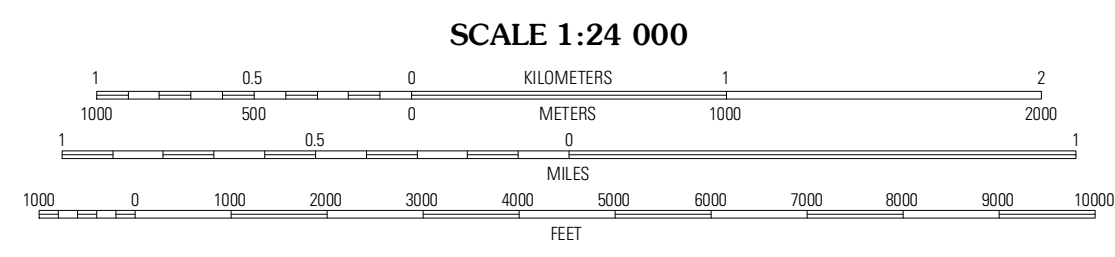 SCALE 1:24 000
1 0.5 0 KILOMETERS 1 2
1000 500 0 METERS 1000 2000
1 0.5 0 1
MILES
1000 0 1000 2000 3000 4000 5000 6000 7000 8000 9000 10000
FEET